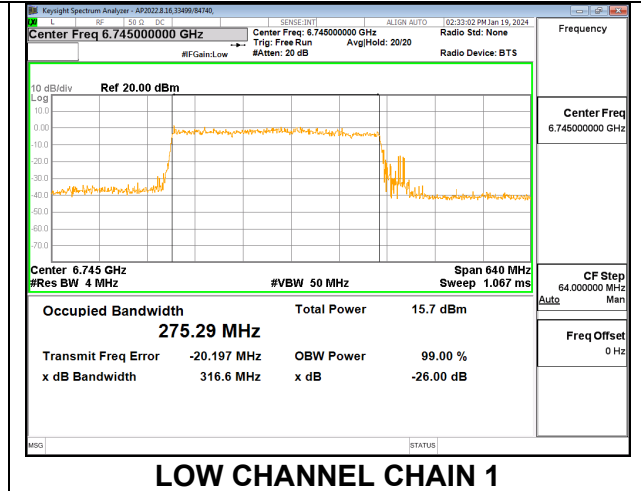 Keysight Spectrum Analyzer - AP2022.8.16,33499/84740,
L RF 50 Ω DC SENSE:INT ALIGN AUTO 02:33:02 PM Jan 19, 2024
Center Freq 6.745000000 GHz Center Freq: 6.745000000 GHz Radio Std: None Frequency
Trig: Free Run Avg|Hold: 20/20
#IFGain:Low #Atten: 20 dB Radio Device: BTS
10 dB/div Ref 20.00 dBm
Log
10.0
0.00
-10.0
-20.0
-30.0
-40.0
-50.0
-60.0
-70.0
Center 6.745 GHz Span 640 MHz
#Res BW 4 MHz #VBW 50 MHz Sweep 1.067 ms
Occupied Bandwidth Total Power 15.7 dBm
275.29 MHz
Transmit Freq Error -20.197 MHz OBW Power 99.00 %
x dB Bandwidth 316.6 MHz x dB -26.00 dB
Center Freq
6.745000000 GHz
CF Step
64.000000 MHz
Auto Man
Freq Offset
0 Hz
MSG STATUS
LOW CHANNEL CHAIN 1